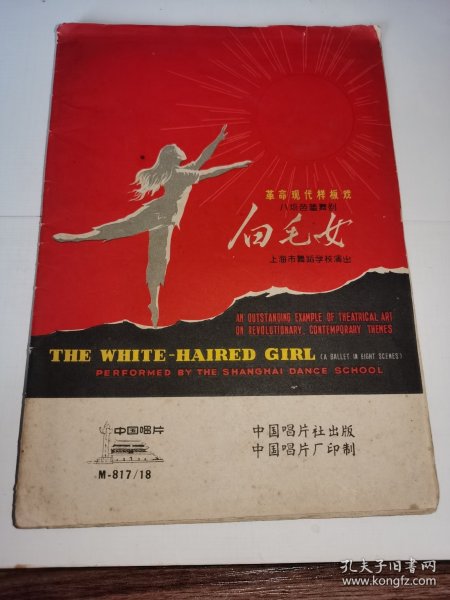 革命现代样板戏
八场芭蕾舞剧
白毛女
上海市舞蹈学校演出
AN OUTSTANDING EXAMPLE OF THEATRICAL ART
ON REVOLUTIONARY, CONTEMPORARY THEMES
THE WHITE-HAIRED GIRL (A BALLET IN EIGHT SCENES)
PERFORMED BY THE SHANGHAI DANCE SCHOOL
中国唱片
M-817/18
中国唱片社出版
中国唱片厂印制
孔夫子旧书网
www.kongfz.com